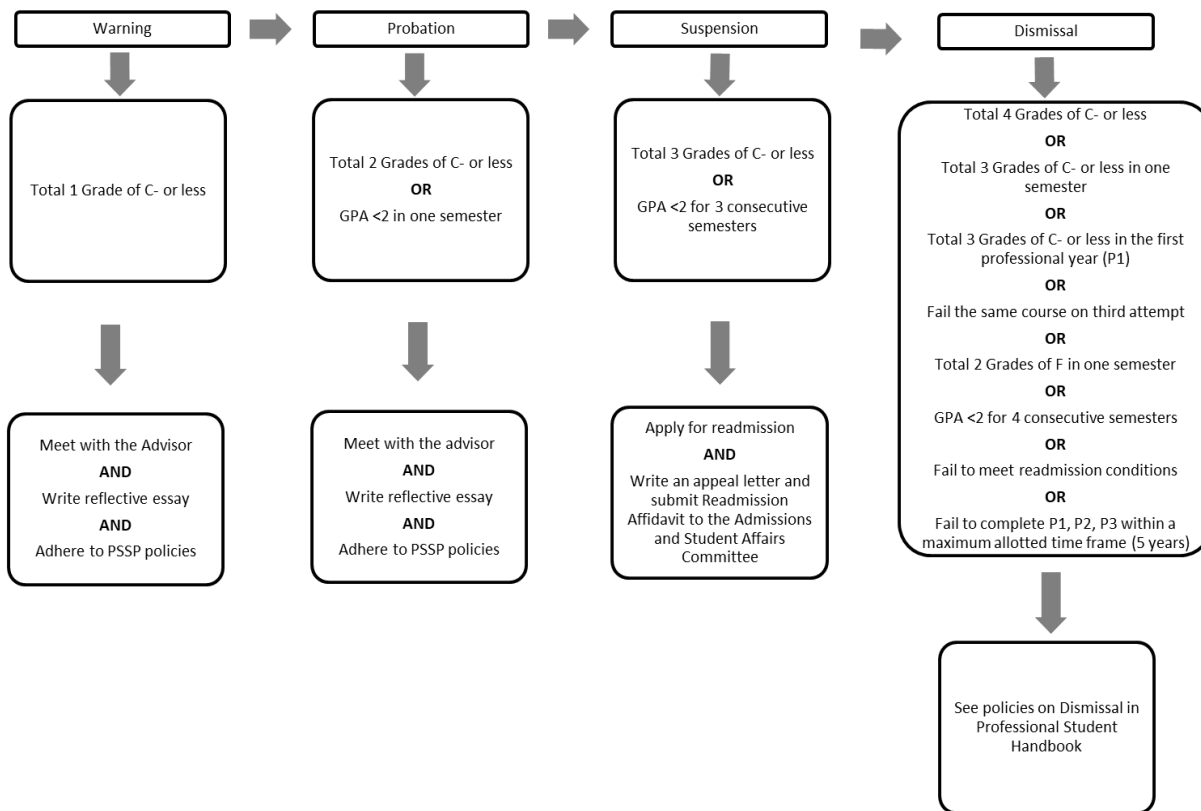 Warning
Probation
Suspension
Dismissal
Total 1 Grade of C- or less
Total 2 Grades of C- or less
OR
GPA <2 in one semester
Total 3 Grades of C- or less
OR
GPA <2 for 3 consecutive
semesters
Total 4 Grades of C- or less
OR
Total 3 Grades of C- or less in one
semester
OR
Total 3 Grades of C- or less in the first
professional year (P1)
OR
Fail the same course on third attempt
OR
Total 2 Grades of F in one semester
OR
GPA <2 for 4 consecutive semesters
OR
Fail to meet readmission conditions
OR
Fail to complete P1, P2, P3 within a
maximum allotted time frame (5 years)
Meet with the Advisor
AND
Write reflective essay
AND
Adhere to PSSP policies
Meet with the advisor
AND
Write reflective essay
AND
Adhere to PSSP policies
Apply for readmission
AND
Write an appeal letter and
submit Readmission
Affidavit to the Admissions
and Student Affairs
Committee
See policies on Dismissal in
Professional Student
Handbook